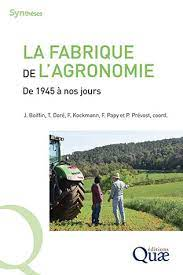 Synthèses
LA FABRIQUE
DE L'AGRONOMIE
De 1945 à nos jours
J. Boiffin, T. Doré, F. Kockmann, F. Papy et P. Prévost, coord.
éditions
Quæ